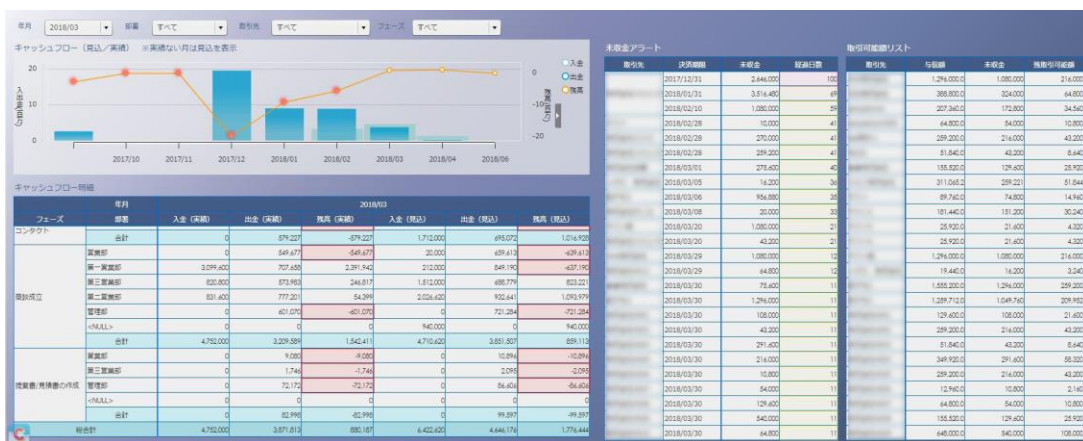 年月 2018/03 部署 すべて 取引先 すべて フェーズ すべて
キャッシュフロー（見込／実績） ※実績ない月は見込を表示
入出金(百万)
20
10
0
2017/10 2017/11 2017/12 2018/01 2018/02 2018/03 2018/04 2018/06
0
-10
-20
残高(百万)
入金
出金
残高
キャッシュフロー明細
年月 2018/03
フェーズ 部署 入金（実績） 出金（実績） 残高（実績） 入金（見込） 出金（見込） 残高（見込）
コンタクト
合計 0 579,227 -579,227 1,712,000 695,072 1,016,928
商談成立
営業部 0 549,677 -549,677 20,000 659,613 -639,613
第一営業部 3,099,600 707,658 2,391,942 212,000 849,190 -637,190
第三営業部 820,800 573,983 246,817 1,512,000 688,779 823,221
第二営業部 831,600 777,201 54,399 2,026,620 932,641 1,093,979
管理部 0 601,070 -601,070 0 721,284 -721,284
<NULL> 0 0 0 940,000 0 940,000
合計 4,752,000 3,209,589 1,542,411 4,710,620 3,851,507 859,113
提案書/見積書の作成
営業部 0 9,080 -9,080 0 10,896 -10,896
第三営業部 0 1,746 -1,746 0 2,095 -2,095
管理部 0 72,172 -72,172 0 86,606 -86,606
<NULL> 0 0 0 0 0 0
合計 0 82,998 -82,998 0 99,597 -99,597
総合計 4,752,000 3,871,813 880,187 6,422,620 4,646,176 1,776,444
未収金アラート
取引先 決済期限 未収金 経過日数
2017/12/31 2,646,000 100
2018/01/31 3,516,480 69
2018/02/10 1,080,000 59
2018/02/28 10,000 41
2018/02/28 270,000 41
2018/02/28 259,200 41
2018/03/01 275,600 40
2018/03/05 16,200 36
2018/03/06 956,880 35
2018/03/08 20,000 33
2018/03/20 1,080,000 21
2018/03/20 43,200 21
2018/03/29 1,080,000 12
2018/03/29 64,800 12
2018/03/30 75,600 11
2018/03/30 1,296,000 11
2018/03/30 108,000 11
2018/03/30 43,200 11
2018/03/30 291,600 11
2018/03/30 216,000 11
2018/03/30 10,800 11
2018/03/30 54,000 11
2018/03/30 129,600 11
2018/03/30 540,000 11
2018/03/30 64,800 11
取引可能額リスト
取引先 与信額 未収金 残取引可能額
1,296,000.0 1,080,000 216,000
388,800.0 324,000 64,800
207,360.0 172,800 34,560
64,800.0 54,000 10,800
259,200.0 216,000 43,200
51,840.0 43,200 8,640
155,520.0 129,600 25,920
311,065.2 259,221 51,844
89,760.0 74,800 14,960
181,440.0 151,200 30,240
25,920.0 21,600 4,320
25,920.0 21,600 4,320
1,296,000.0 1,080,000 216,000
19,440.0 16,200 3,240
1,555,200.0 1,296,000 259,200
1,259,712.0 1,049,760 209,952
129,600.0 108,000 21,600
259,200.0 216,000 43,200
51,840.0 43,200 8,640
349,920.0 291,600 58,320
259,200.0 216,000 43,200
12,960.0 10,800 2,160
64,800.0 54,000 10,800
155,520.0 129,600 25,920
648,000.0 540,000 108,000